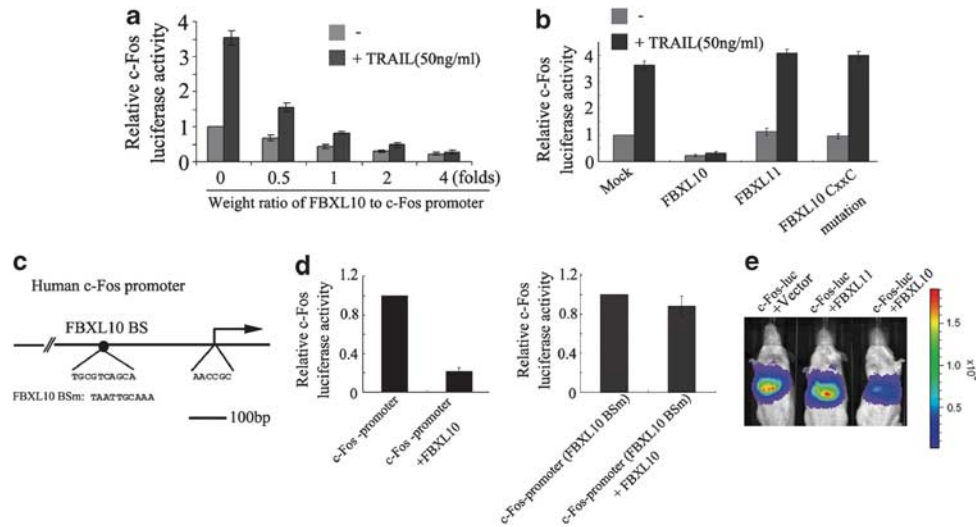 a
Relative c-Fos
luciferase activity
4
3
2
1
0
-
+ TRAIL(50ng/ml)
0 0.5 1 2 4 (folds)
Weight ratio of FBXL10 to c-Fos promoter
b
Relative c-Fos
luciferase activity
5
4
3
2
1
0
-
+ TRAIL(50ng/ml)
Mock
FBXL10
FBXL11
FBXL10 CxxC
mutation
c
Human c-Fos promoter
FBXL10 BS
TGCGTCAGCA
AACCGC
FBXL10 BSm: TAATTGCAAA
100bp
d
Relative c-Fos
luciferase activity
1.2
0.8
0.4
0
c-Fos -promoter
c-Fos -promoter
+FBXL10
Relative c-Fos
luciferase activity
1.2
0.8
0.4
0
c-Fos-promoter (FBXL10 BSm)
c-Fos-promoter (FBXL10 BSm)
+ FBXL10
e
c-Fos-luc
+Vector
c-Fos-luc
+FBXL11
c-Fos-luc
+FBXL10
1.5
1.0
0.5